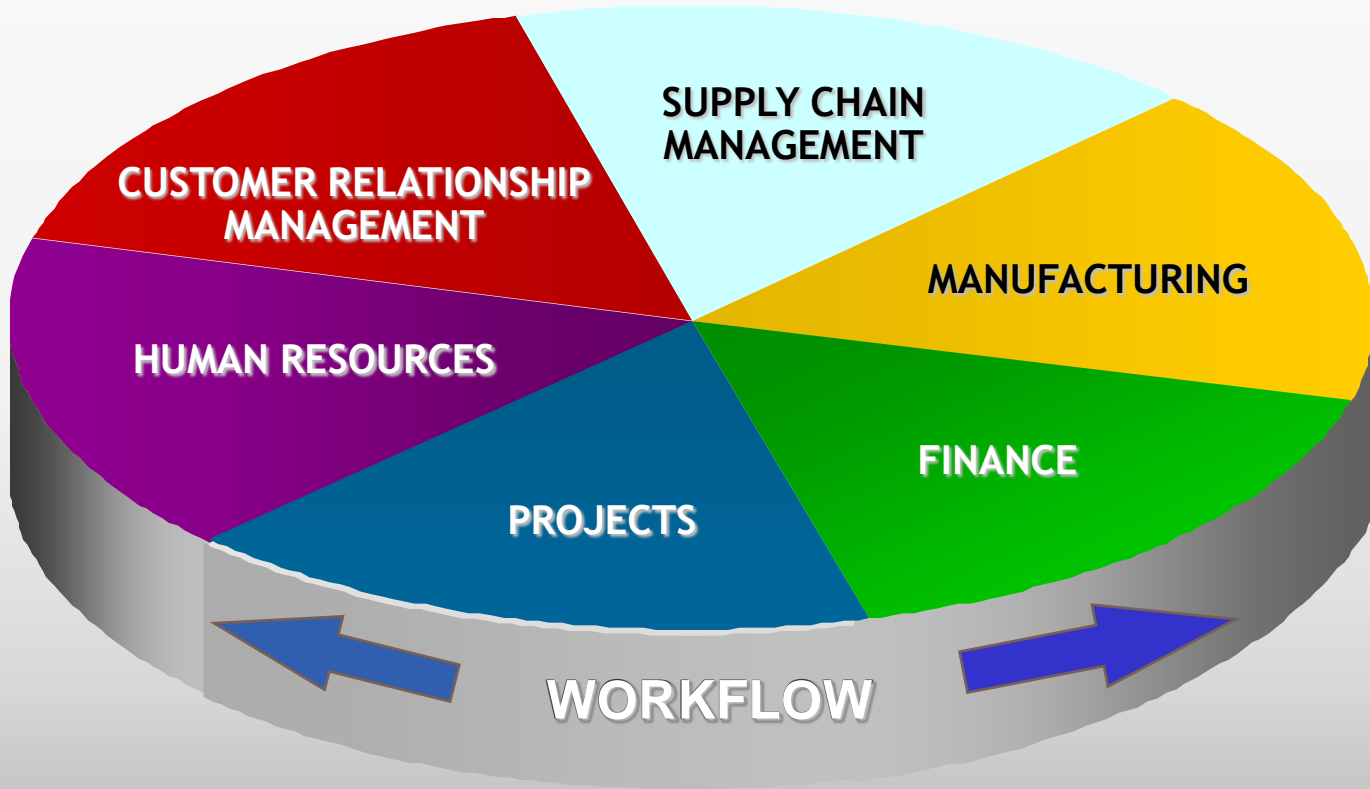 SUPPLY CHAIN
MANAGEMENT
CUSTOMER RELATIONSHIP
MANAGEMENT
MANUFACTURING
HUMAN RESOURCES
FINANCE
PROJECTS
WORKFLOW